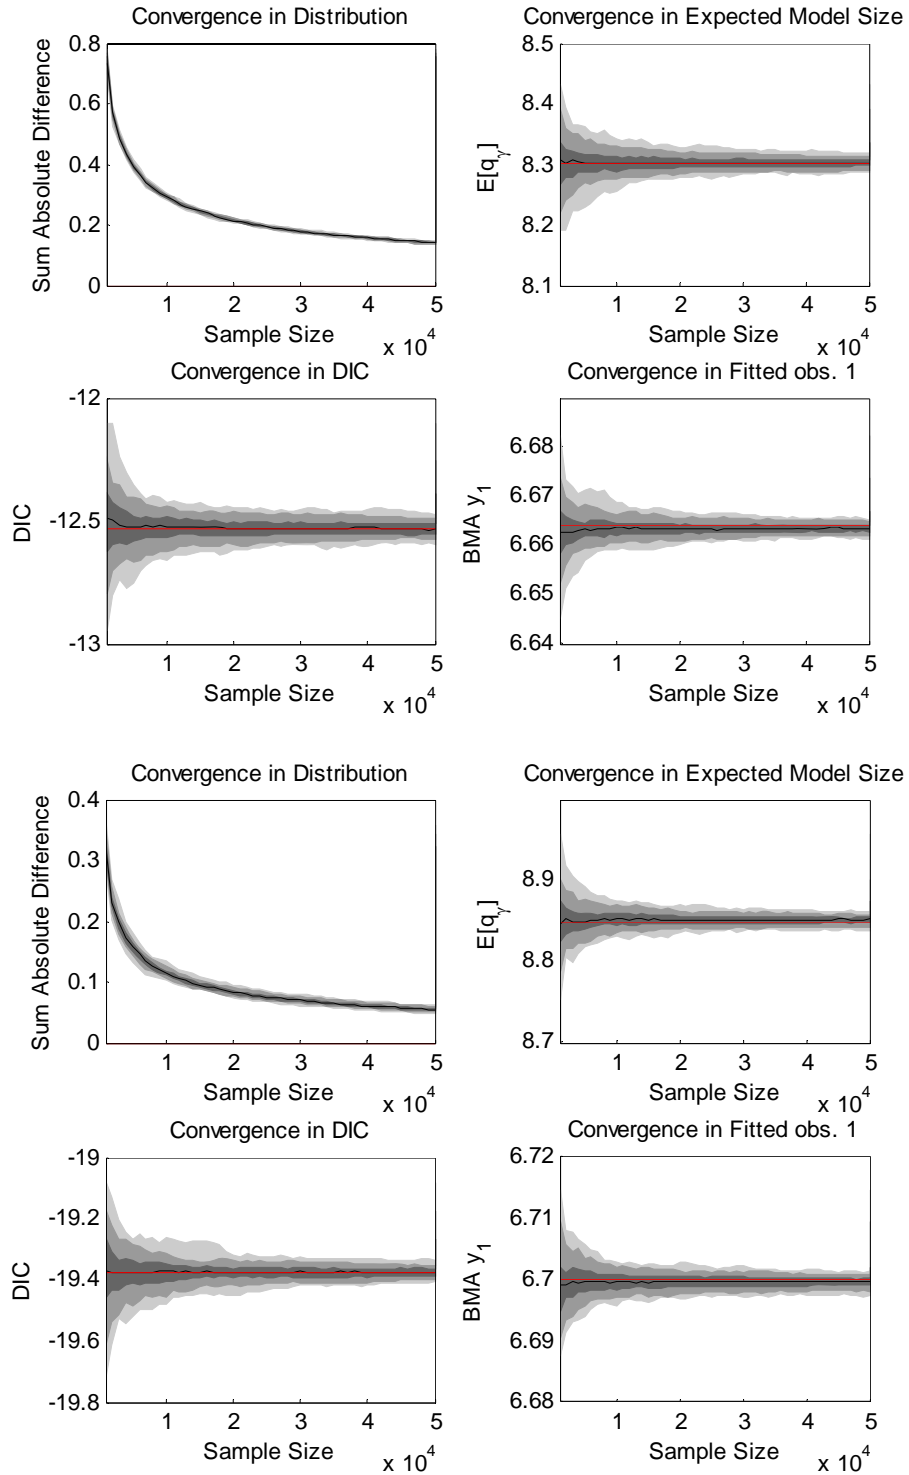 Convergence in Distribution
Sum Absolute Difference
0.8
0.6
0.4
0.2
0
1 2 3 4 5
Sample Size
x 10^4
Convergence in Expected Model Size
E[q_γ]
8.5
8.4
8.3
8.2
8.1
1 2 3 4 5
Sample Size
x 10^4
Convergence in DIC
DIC
-12
-12.5
-13
1 2 3 4 5
Sample Size
x 10^4
Convergence in Fitted obs. 1
BMA y_1
6.68
6.67
6.66
6.65
6.64
1 2 3 4 5
Sample Size
x 10^4
Convergence in Distribution
Sum Absolute Difference
0.4
0.3
0.2
0.1
0
1 2 3 4 5
Sample Size
x 10^4
Convergence in Expected Model Size
E[q_γ]
8.9
8.8
8.7
1 2 3 4 5
Sample Size
x 10^4
Convergence in DIC
DIC
-19
-19.2
-19.4
-19.6
-19.8
1 2 3 4 5
Sample Size
x 10^4
Convergence in Fitted obs. 1
BMA y_1
6.72
6.71
6.70
6.69
6.68
1 2 3 4 5
Sample Size
x 10^4